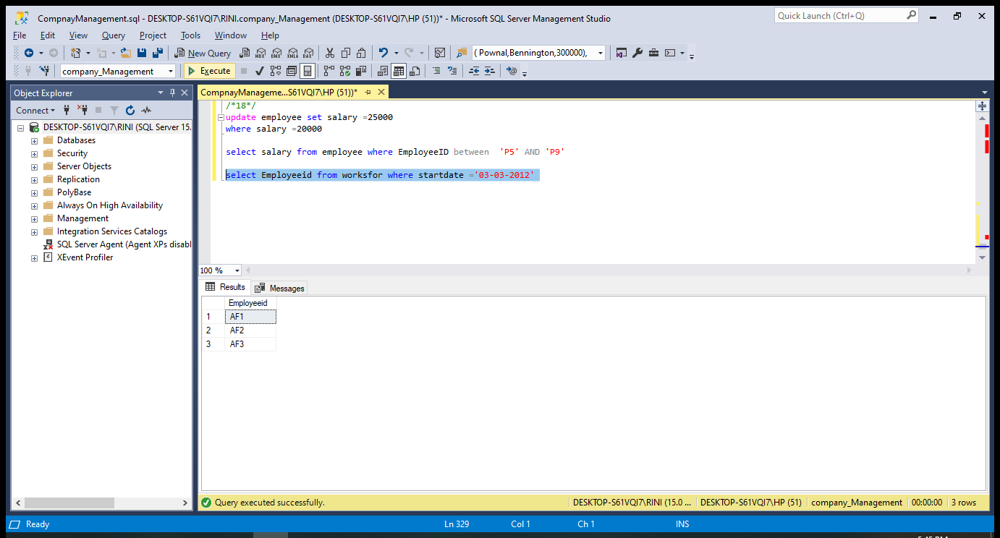 CompnayManagement.sql - DESKTOP-S61VQI7\RINI.company_Management (DESKTOP-S61VQI7\HP (51))* - Microsoft SQL Server Management Studio
Quick Launch (Ctrl+Q)
File Edit View Query Project Tools Window Help
New Query MDX DMX XMLA DAX ( Pownal,Bennington,300000),
company_Management Execute
Object Explorer
Connect
DESKTOP-S61VQI7\RINI (SQL Server 15.
Databases
Security
Server Objects
Replication
PolyBase
Always On High Availability
Management
Integration Services Catalogs
SQL Server Agent (Agent XPs disabl
XEvent Profiler
CompnayManageme...S61VQI7\HP (51))*
/*18*/
update employee set salary =25000
where salary =20000
select salary from employee where EmployeeID between  'P5' AND 'P9'
select Employeeid from worksfor where startdate ='03-03-2012'
100 %
Results Messages
Employeeid
1 AF1
2 AF2
3 AF3
Query executed successfully. DESKTOP-S61VQI7\RINI (15.0 ... DESKTOP-S61VQI7\HP (51) company_Management 00:00:00 3 rows
Ready Ln 329 Col 1 Ch 1 INS